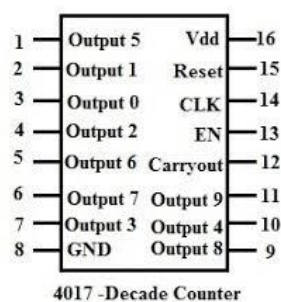 1 Output 5 Vdd 16
2 Output 1 Reset 15
3 Output 0 CLK 14
4 Output 2 EN 13
5 Output 6 Carryout 12
6 Output 7 Output 9 11
7 Output 3 Output 4 10
8 GND Output 8 9
4017 -Decade Counter